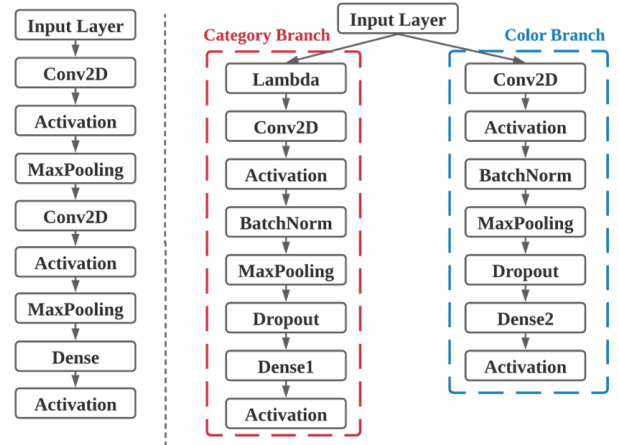 Input Layer
Conv2D
Activation
MaxPooling
Conv2D
Activation
MaxPooling
Dense
Activation
Input Layer
Category Branch
Lambda
Conv2D
Activation
BatchNorm
MaxPooling
Dropout
Dense1
Activation
Color Branch
Conv2D
Activation
BatchNorm
MaxPooling
Dropout
Dense2
Activation